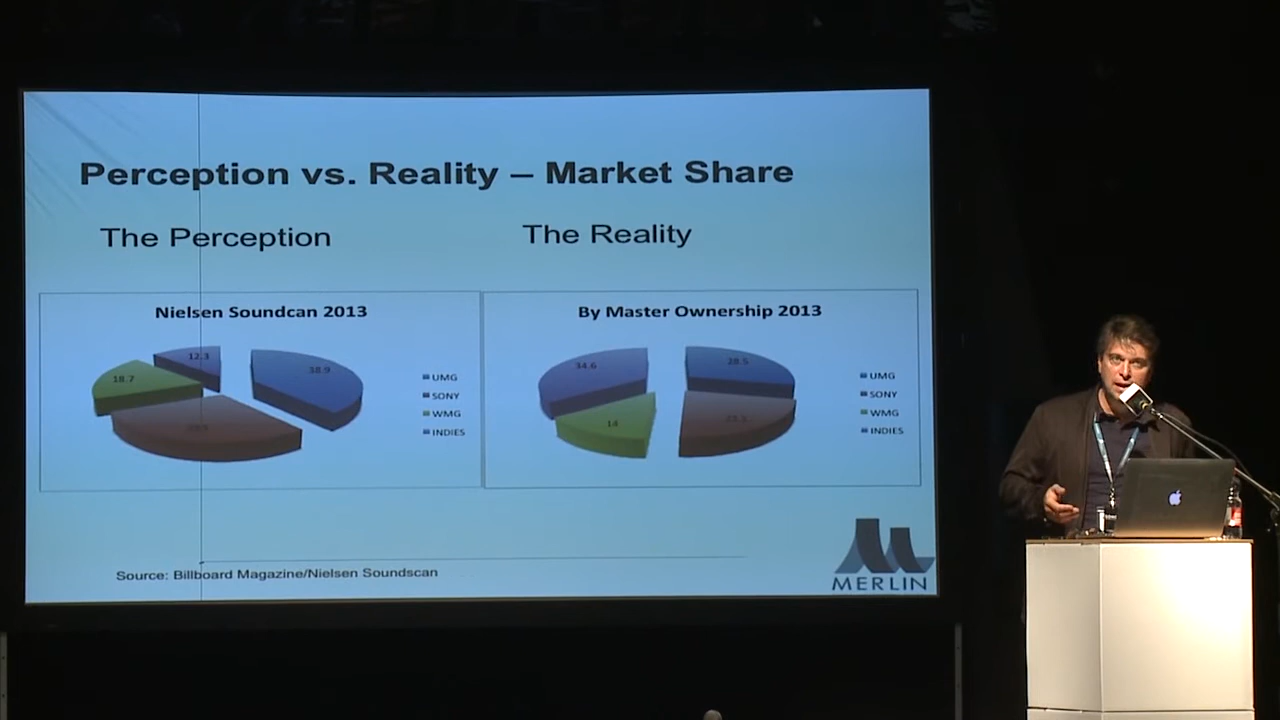 Perception vs. Reality – Market Share
The Perception
The Reality
Nielsen Soundcan 2013
12.3
38.9
18.7
UMG
SONY
WMG
INDIES
By Master Ownership 2013
34.6
28.5
14
UMG
SONY
WMG
INDIES
Source: Billboard Magazine/Nielsen Soundscan
MERLIN